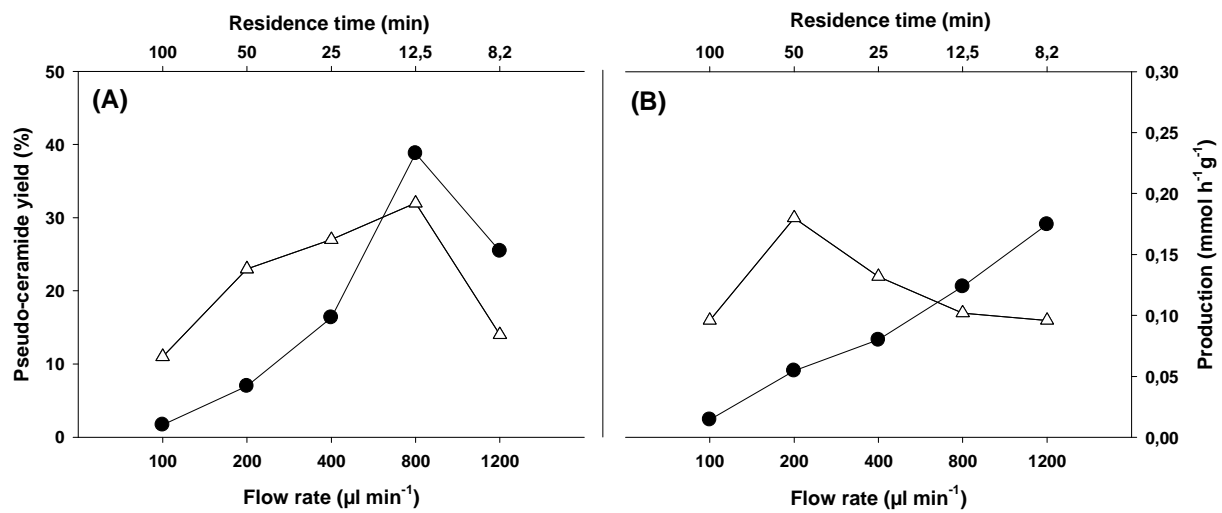 Residence time (min)
100 50 25 12,5 8,2
(A)
Pseudo-ceramide yield (%)
50
40
30
20
10
0
100 200 400 800 1200
Flow rate (µl min⁻¹)
Residence time (min)
100 50 25 12,5 8,2
(B)
0,30
0,25
0,20
0,15
0,10
0,05
0,00
Production (mmol h⁻¹g⁻¹)
100 200 400 800 1200
Flow rate (µl min⁻¹)